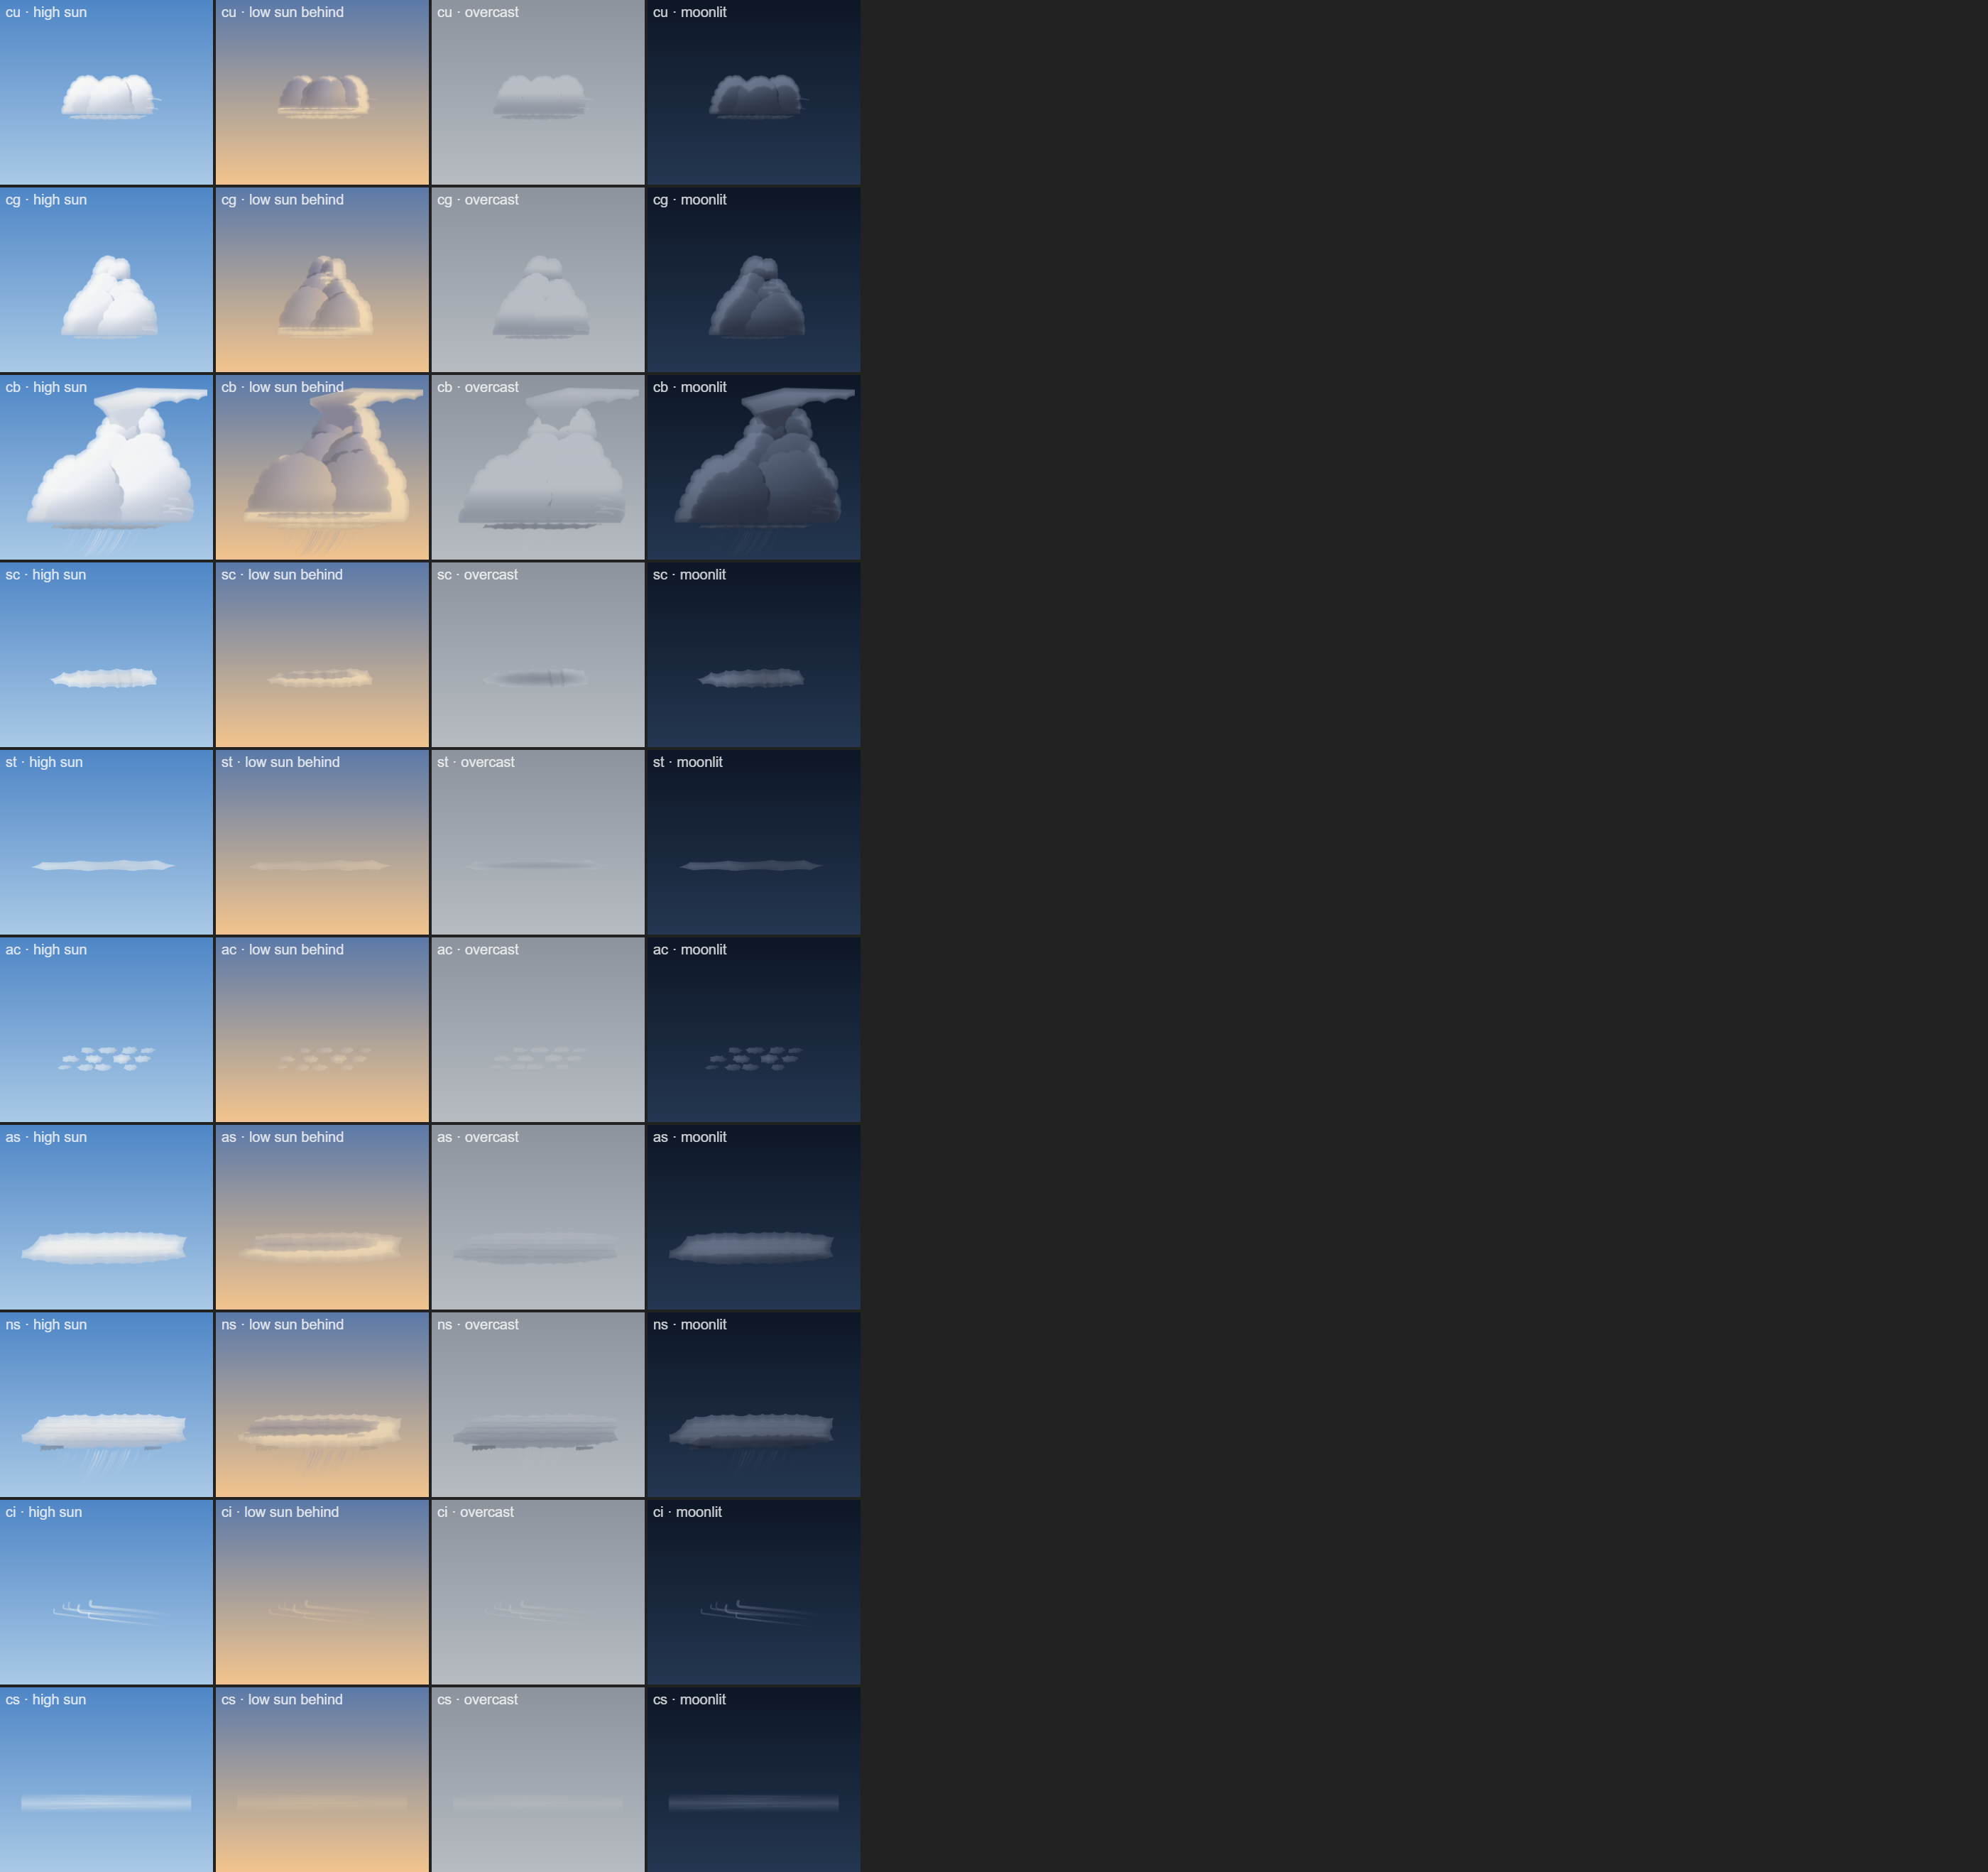 cu · high sun
cu · low sun behind
cu · overcast
cu · moonlit
cg · high sun
cg · low sun behind
cg · overcast
cg · moonlit
cb · high sun
cb · low sun behind
cb · overcast
cb · moonlit
sc · high sun
sc · low sun behind
sc · overcast
sc · moonlit
st · high sun
st · low sun behind
st · overcast
st · moonlit
ac · high sun
ac · low sun behind
ac · overcast
ac · moonlit
as · high sun
as · low sun behind
as · overcast
as · moonlit
ns · high sun
ns · low sun behind
ns · overcast
ns · moonlit
ci · high sun
ci · low sun behind
ci · overcast
ci · moonlit
cs · high sun
cs · low sun behind
cs · overcast
cs · moonlit